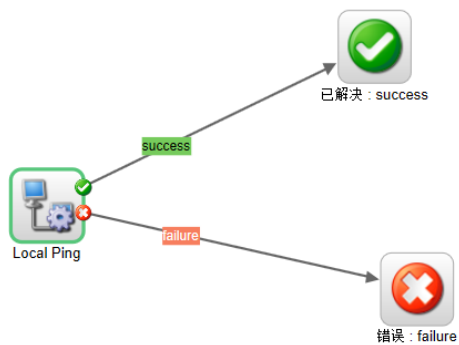 已解决 : success
success
failure
Local Ping
错误 : failure